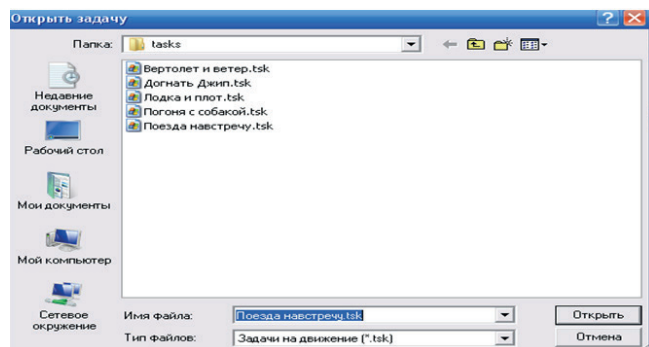 Открыть задачу
Папка:
tasks
Недавние
документы
Рабочий стол
Мои документы
Мой компьютер
Сетевое
окружение
Вертолет и ветер.tsk
Догнать Джип.tsk
Лодка и плот.tsk
Погоня с собакой.tsk
Поезда навстречу.tsk
Имя файла:
Поезда навстречу.tsk
Открыть
Тип файлов:
Задачи на движение (*.tsk)
Отмена